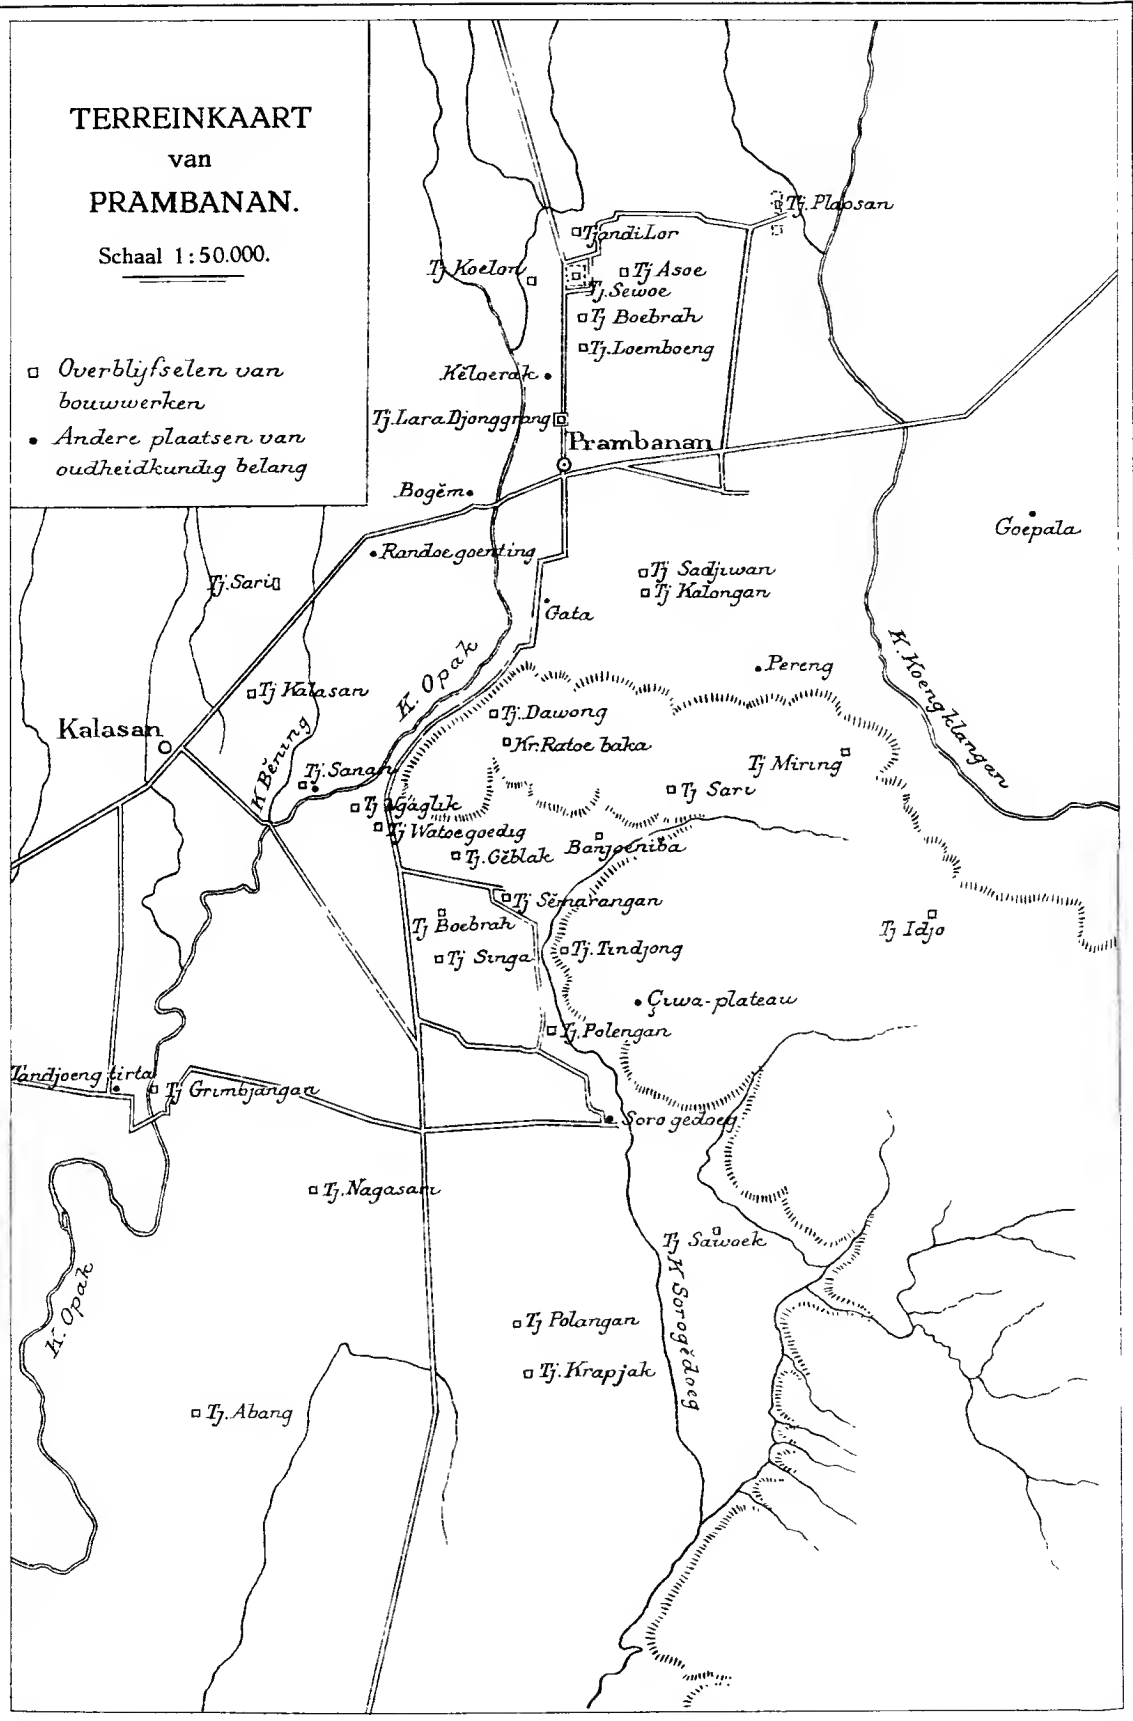 TERREINKAART
van
PRAMBANAN.
Schaal 1:50.000.
Overblijfselen van
bouwwerken
Andere plaatsen van
oudheidkundig belang
Tj. Plaosan
Tjandi Lor
Tj Koelon
Tj Asoe
Tj. Sewoe
Tj Boebrah
Tj. Loemboeng
Kĕloerak
Tj. Lara Djonggrang
Prambanan
Bogĕm
Goepala
Randoegoenting
Tj. Sari
Tj Sadjiwan
Tj Kalongan
Gata
K. Opak
K. Koengklangan
Pereng
Tj Kalasan
Tj. Dawong
Kalasan
Kr. Ratoe baka
K Bĕning
Tj Miring
Tj. Sanan
Tj Sari
Tj Ngaglik
Tj Watoegoedig
Tj. Gĕblak
Banjoeniba
Tj Sĕmarangan
Tj Boebrah
Tj Idjo
Tj Singa
Tj. Tindjong
Çiwa-plateau
Tj. Polengan
Tandjoeng tirta
Tj Grimbjangan
Soro gedoeg
Tj. Nagasari
Tj Sawoek
K. Opak
K Sorogĕdoeg
Tj Polangan
Tj. Krapjak
Tj. Abang